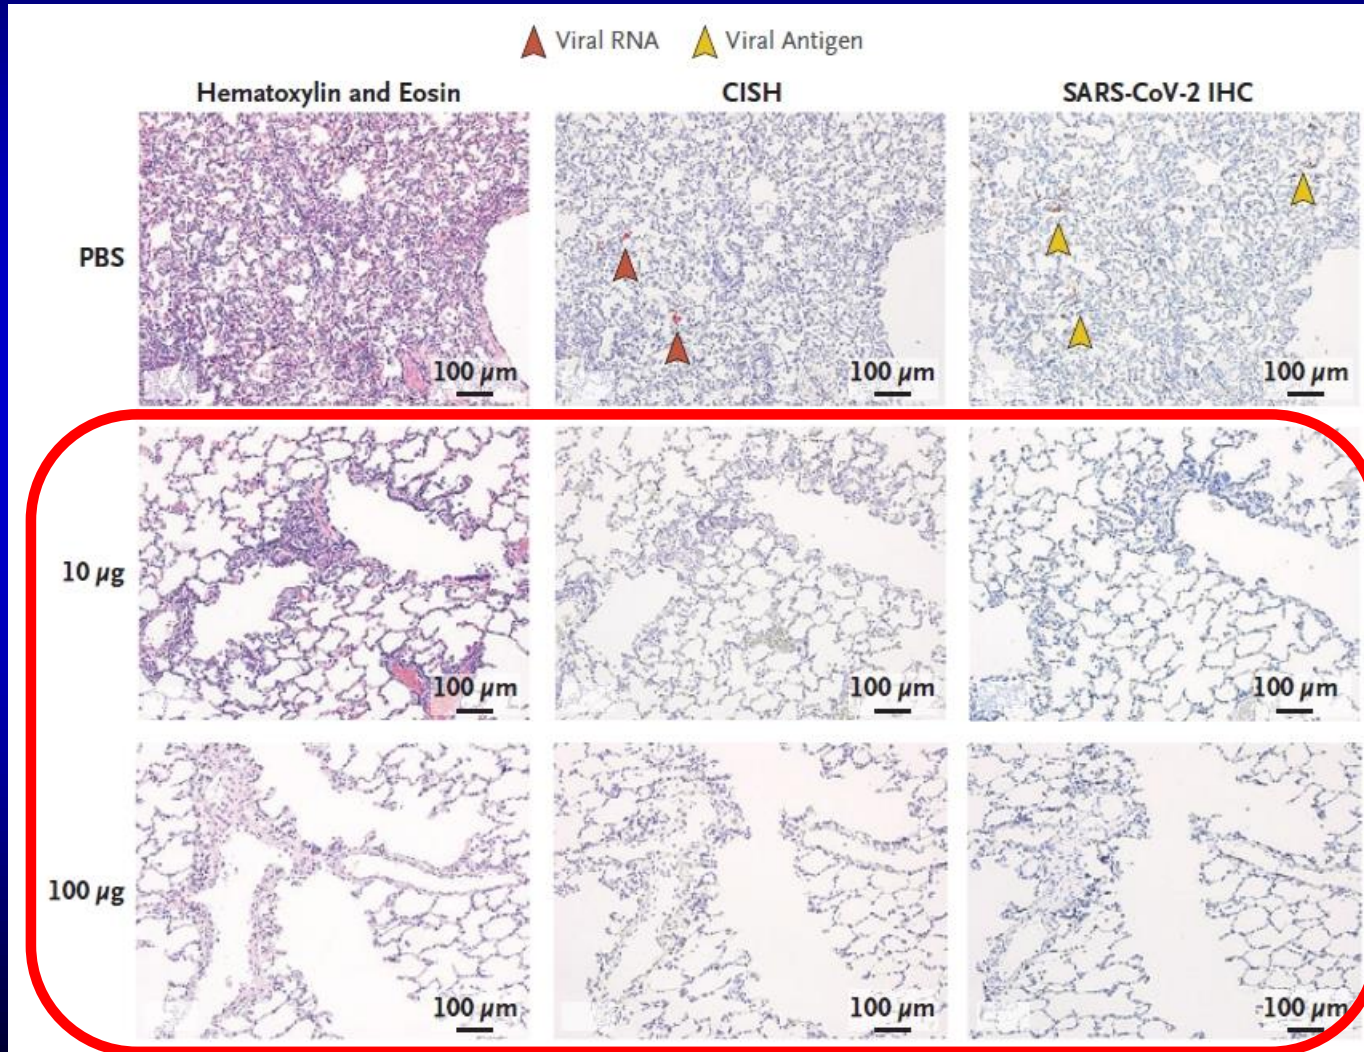 Viral RNA Viral Antigen
Hematoxylin and Eosin CISH SARS-CoV-2 IHC
PBS
100 µm 100 µm 100 µm
10 µg
100 µm 100 µm 100 µm
100 µg
100 µm 100 µm 100 µm